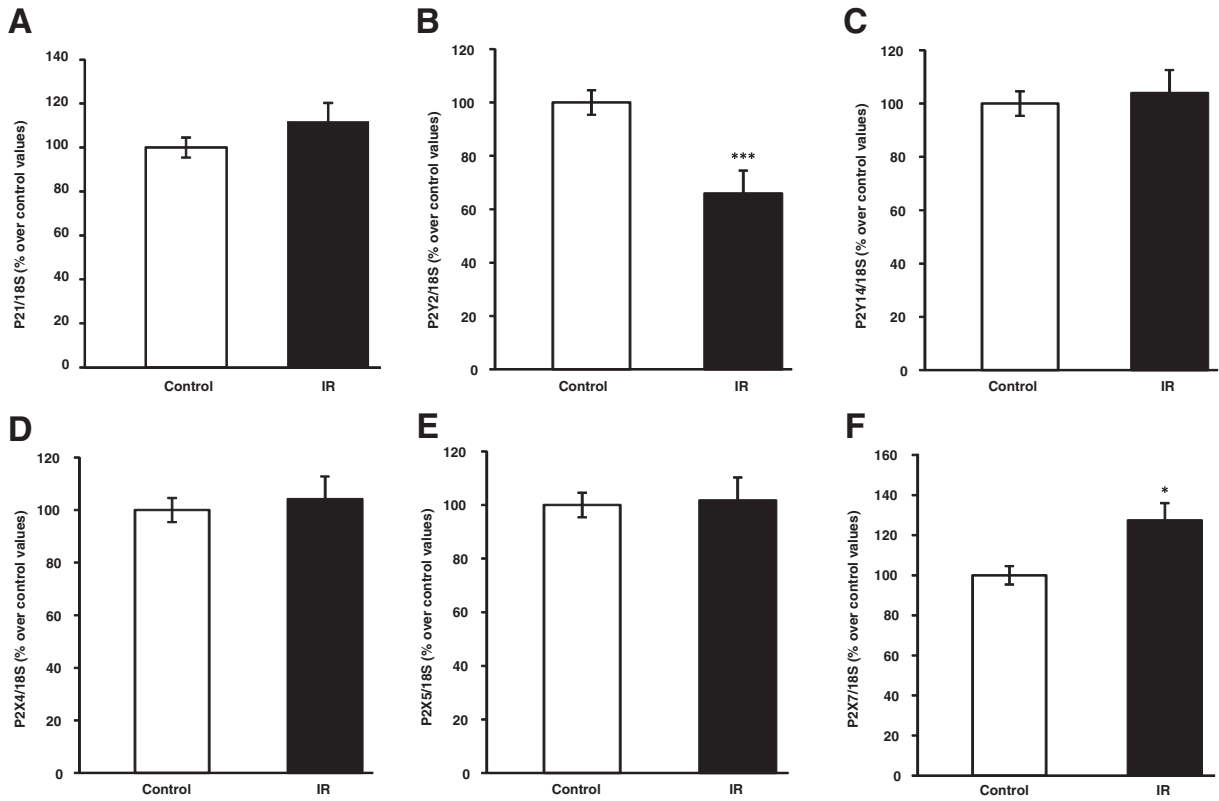 A
P21/18S (% over control values)
140
120
100
80
60
40
20
0
Control IR
B
P2Y2/18S (% over control values)
120
100
80
60
40
20
0
***
Control IR
C
P2Y14/18S (% over control values)
120
100
80
60
40
20
0
Control IR
D
P2X4/18S (% over control values)
120
100
80
60
40
20
0
Control IR
E
P2X5/18S (% over control values)
120
100
80
60
40
20
0
Control IR
F
P2X7/18S (% over control values)
160
140
120
100
80
60
40
20
0
*
Control IR